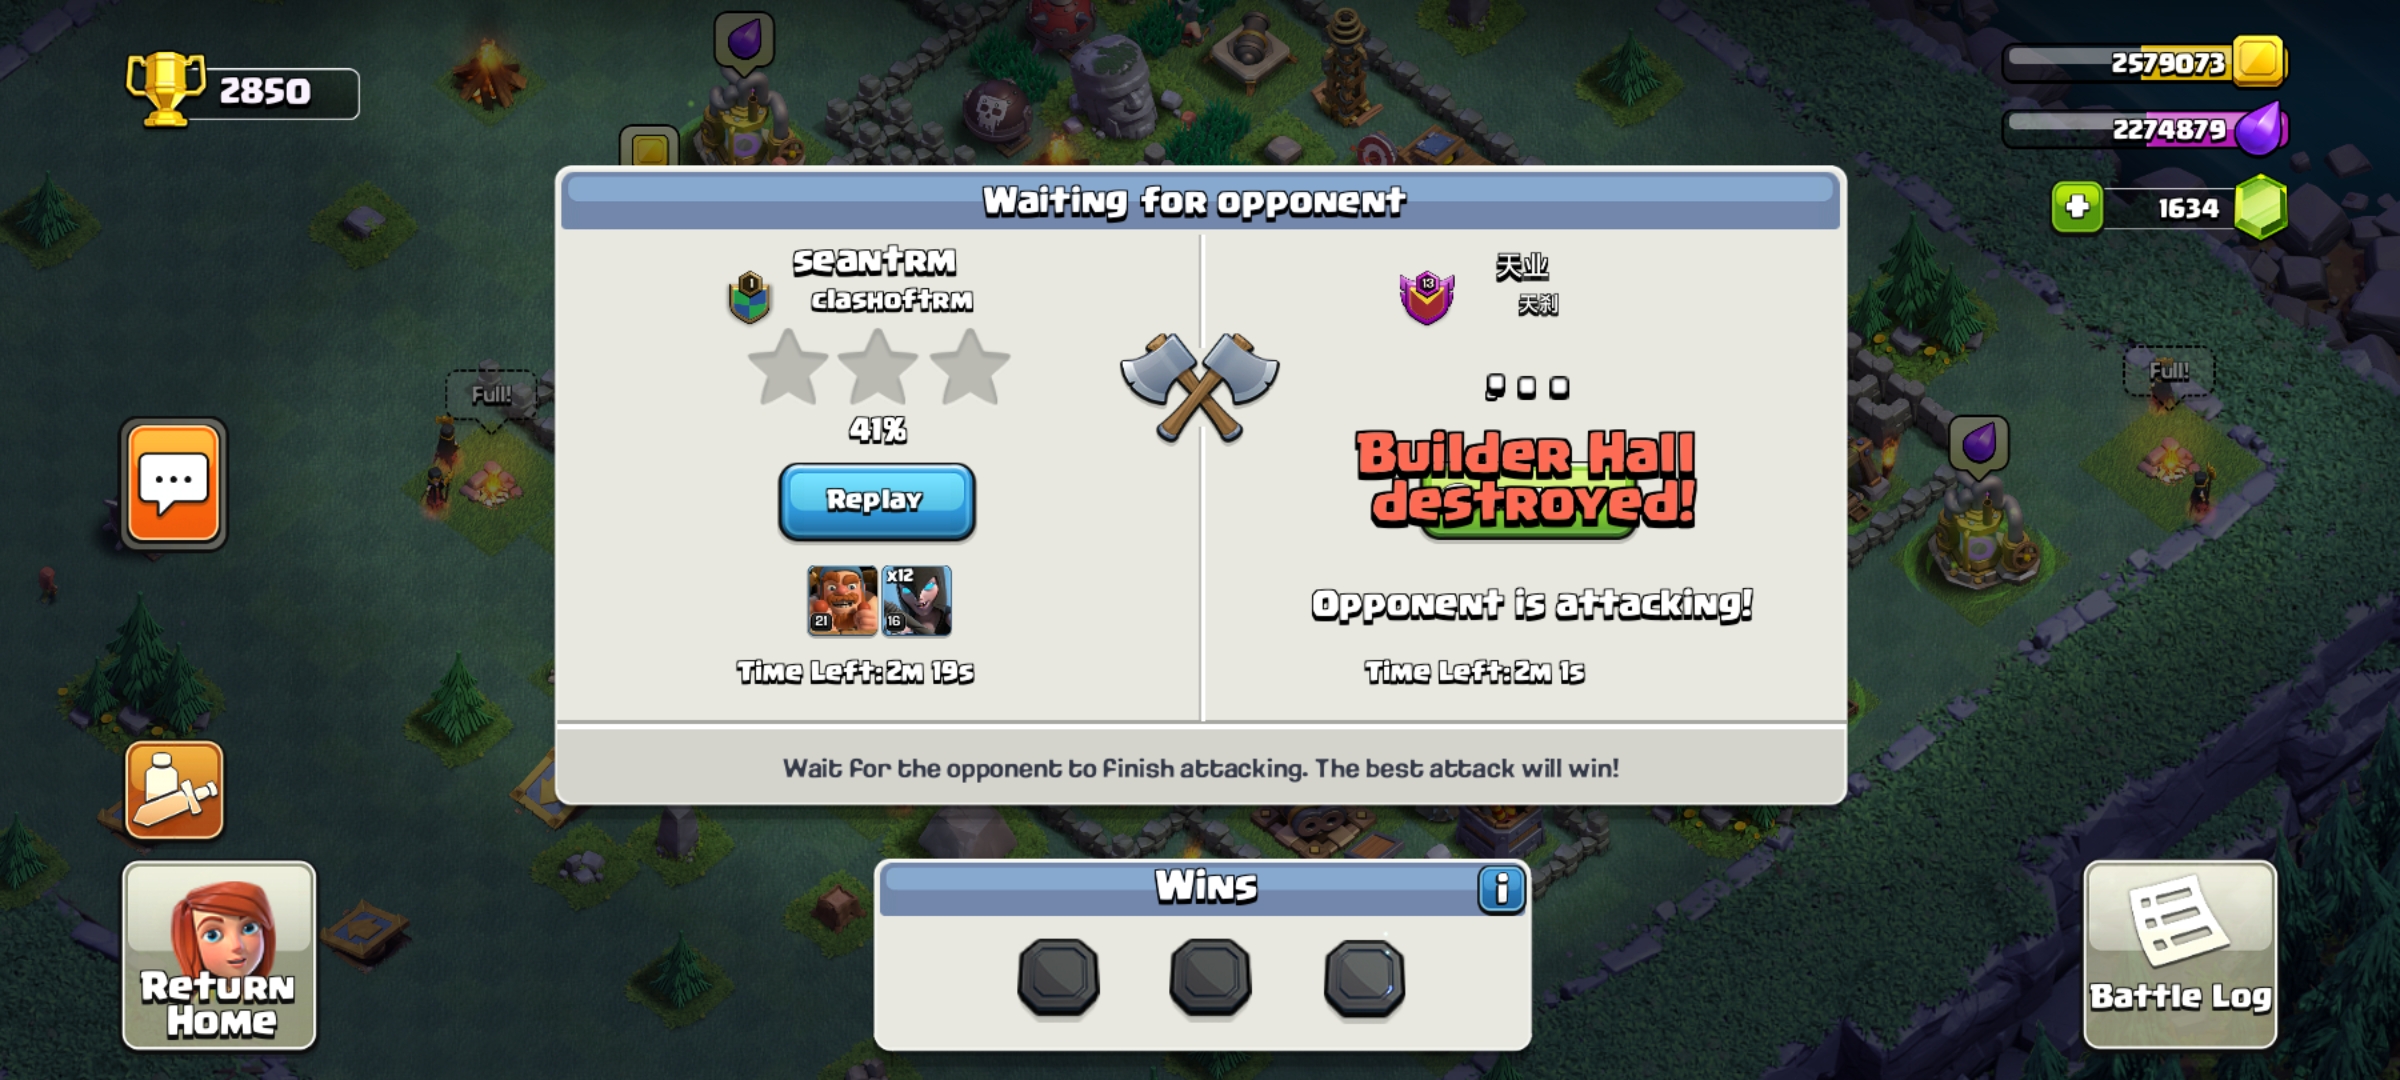 2850
2579073
2274879
1634
Waiting for opponent
seantrm
clashoftrm
1
41%
Replay
x12
21
16
Time Left:2m 19s
天业
天刹
13
Builder Hall
destroyed!
Opponent is attacking!
Time Left:2m 1s
Wait for the opponent to finish attacking. The best attack will win!
Full!
Full!
Wins
i
Return
Home
Battle Log